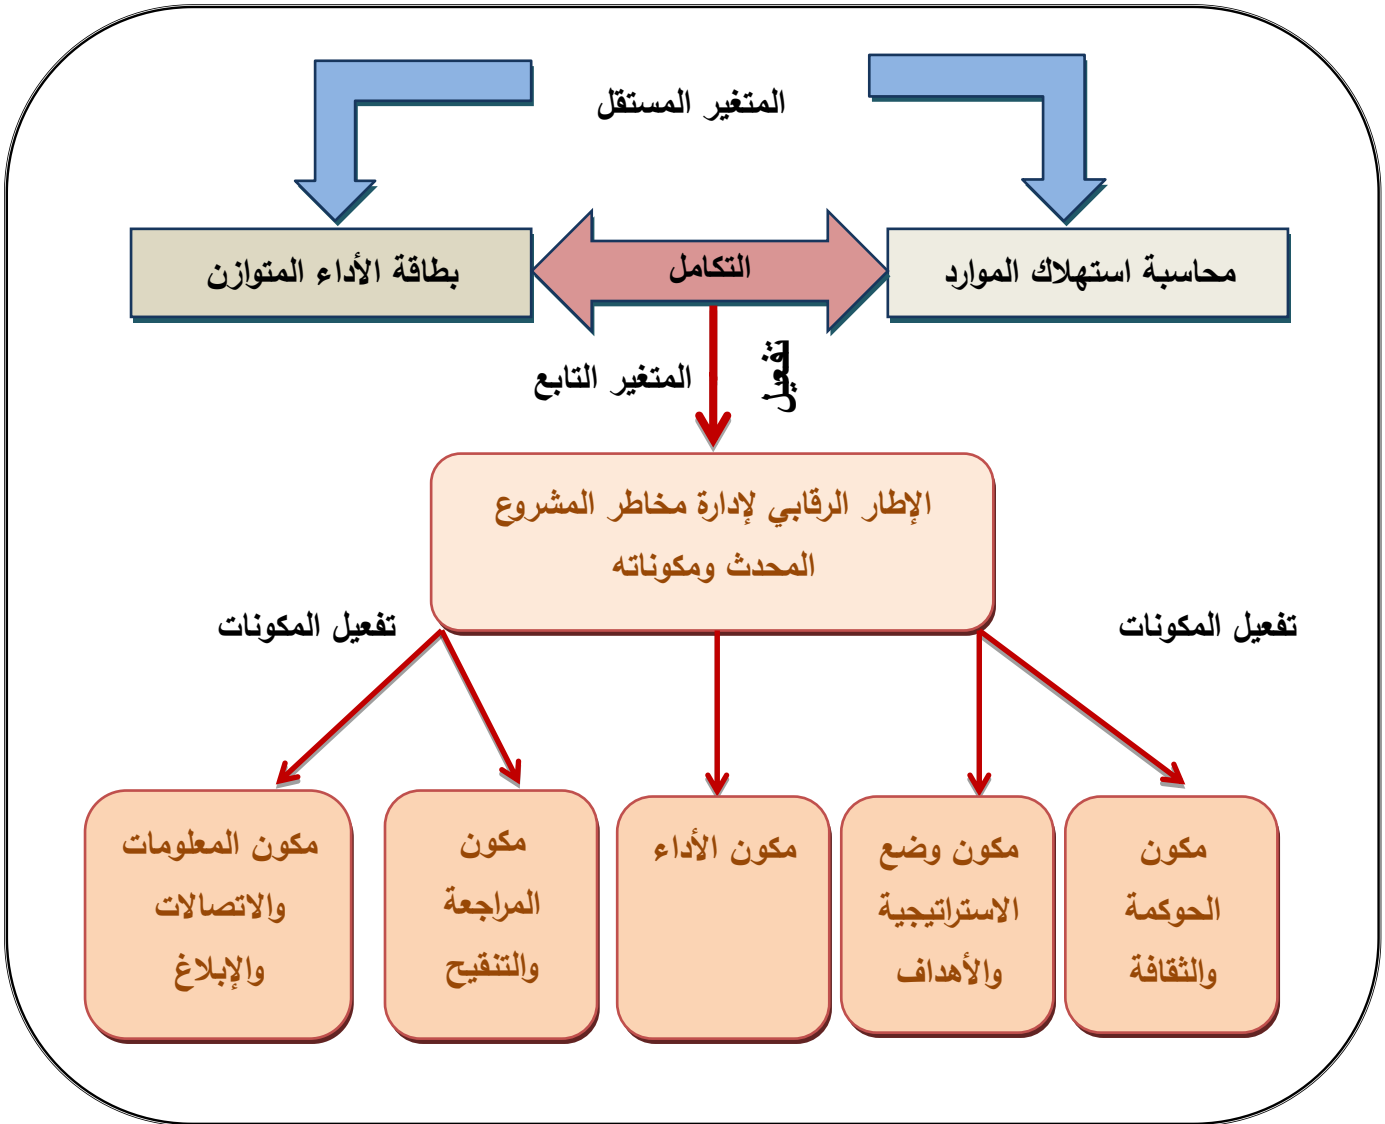 المتغير المستقل
محاسبة استهلاك الموارد
التكامل
بطاقة الأداء المتوازن
تفعيل
المتغير التابع
الإطار الرقابي لإدارة مخاطر المشروع
المحدث ومكوناته
تفعيل المكونات
تفعيل المكونات
مكون
الحوكمة
والثقافة
مكون وضع
الاستراتيجية
والأهداف
مكون الأداء
مكون
المراجعة
والتنقيح
مكون المعلومات
والاتصالات
والإبلاغ